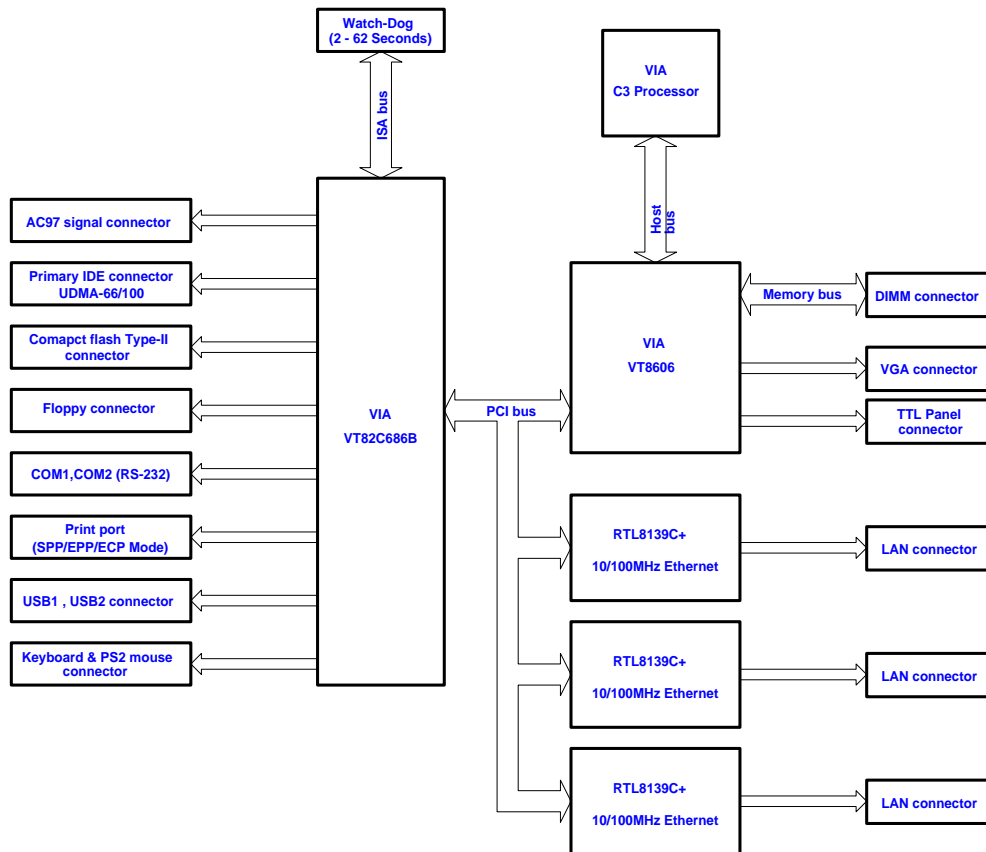 Watch-Dog
(2 - 62 Seconds)
ISA bus
VIA
C3 Processor
Host
bus
AC97 signal connector
Primary IDE connector
UDMA-66/100
Comapct flash Type-II
connector
Floppy connector
COM1,COM2 (RS-232)
Print port
(SPP/EPP/ECP Mode)
USB1 , USB2 connector
Keyboard & PS2 mouse
connector
VIA
VT82C686B
PCI bus
VIA
VT8606
Memory bus
DIMM connector
VGA connector
TTL Panel
connector
RTL8139C+
10/100MHz Ethernet
LAN connector
RTL8139C+
10/100MHz Ethernet
LAN connector
RTL8139C+
10/100MHz Ethernet
LAN connector